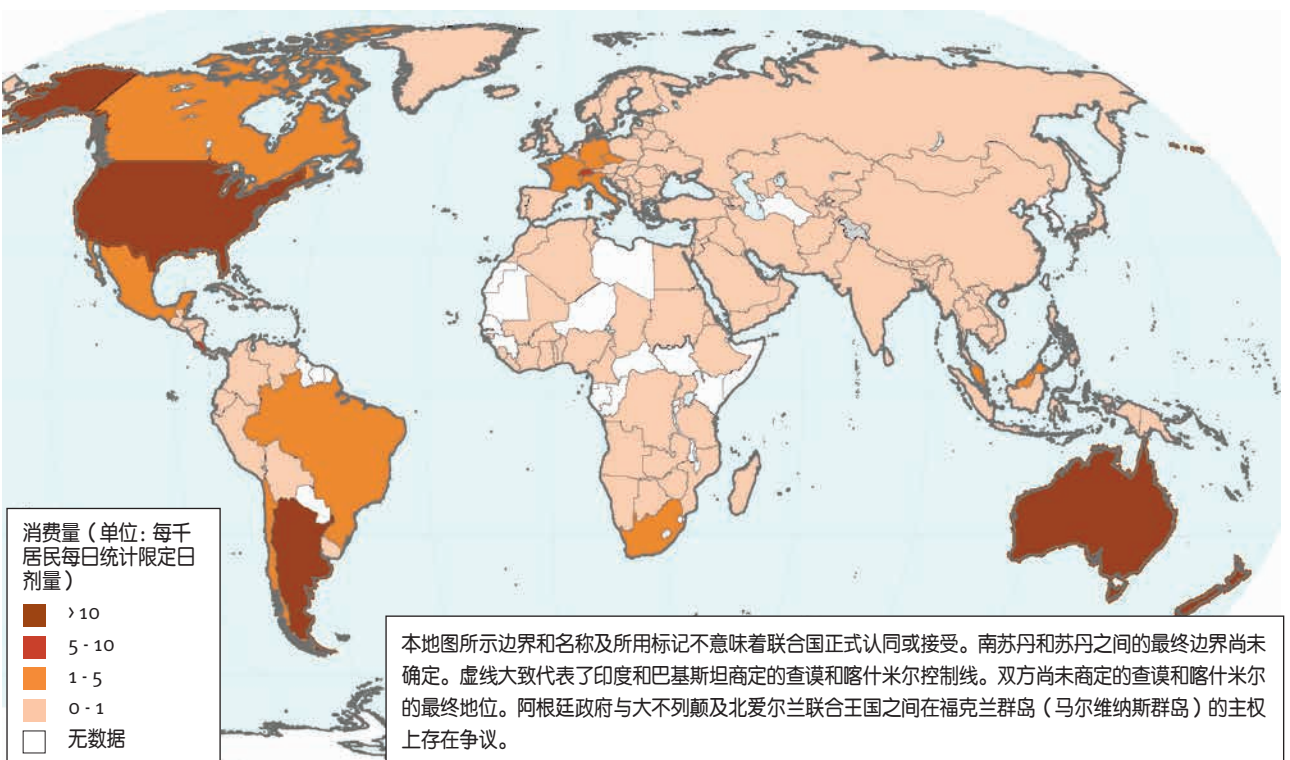 消费量（单位：每千
居民每日统计限定日
剂量）
>10
5-10
1-5
0-1
无数据
本地图所示边界和名称及所用标记不意味着联合国正式认同或接受。南苏丹和苏丹之间的最终边界尚未
确定。虚线大致代表了印度和巴基斯坦商定的查谟和喀什米尔控制线。双方尚未商定的查谟和喀什米尔
的最终地位。阿根廷政府与大不列颠及北爱尔兰联合王国之间在福克兰群岛（马尔维纳斯群岛）的主权
上存在争议。